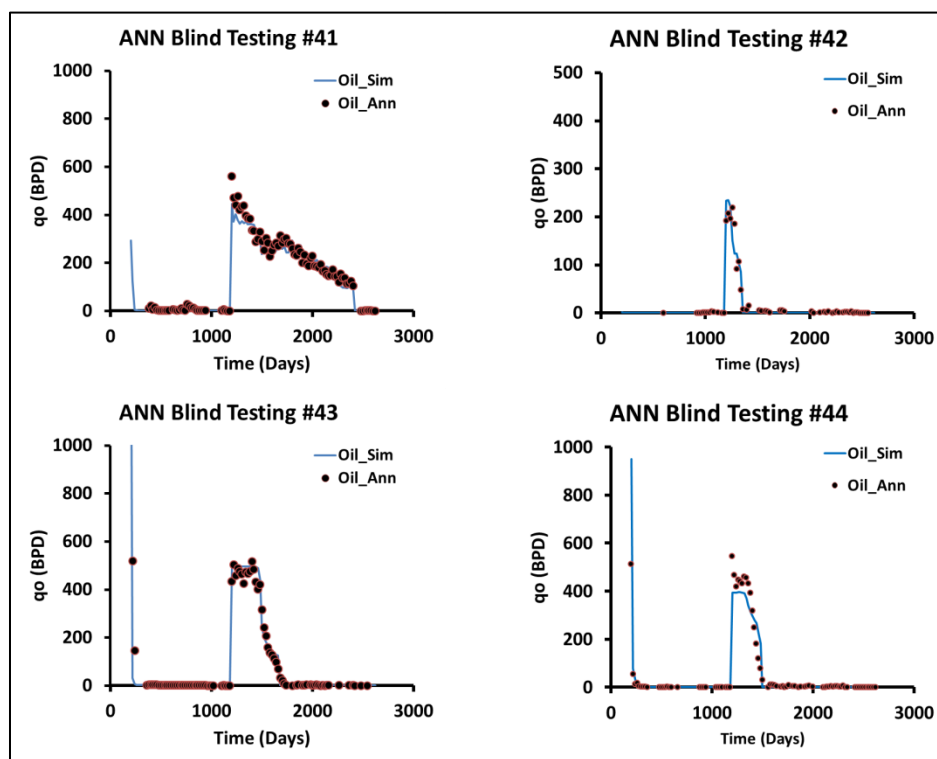 ANN Blind Testing #41
1000
800
600
400
200
0
qo (BPD)
0 1000 2000 3000
Time (Days)
Oil_Sim
Oil_Ann
ANN Blind Testing #42
500
400
300
200
100
0
qo (BPD)
0 1000 2000 3000
Time (Days)
Oil_Sim
Oil_Ann
ANN Blind Testing #43
1000
800
600
400
200
0
qo (BPD)
0 1000 2000 3000
Time (Days)
Oil_Sim
Oil_Ann
ANN Blind Testing #44
1000
800
600
400
200
0
qo (BPD)
0 1000 2000 3000
Time (Days)
Oil_Sim
Oil_Ann